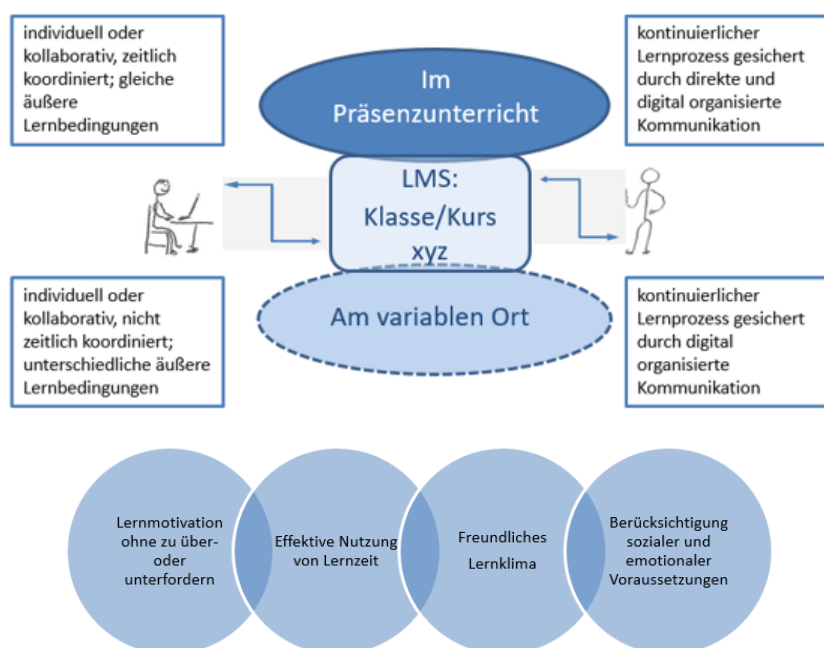 individuell oder
kollaborativ, zeitlich
koordiniert; gleiche
äußere
Lernbedingungen
Im
Präsenzunterricht
kontinuierlicher
Lernprozess gesichert
durch direkte und
digital organisierte
Kommunikation
LMS:
Klasse/Kurs
xyz
individuell oder
kollaborativ, nicht
zeitlich koordiniert;
unterschiedliche äußere
Lernbedingungen
Am variablen Ort
kontinuierlicher
Lernprozess gesichert
durch digital
organisierte
Kommunikation
Lernmotivation
ohne zu über-
oder
unterfordern
Effektive Nutzung
von Lernzeit
Freundliches
Lernklima
Berücksichtigung
sozialer und
emotionaler
Voraussetzungen